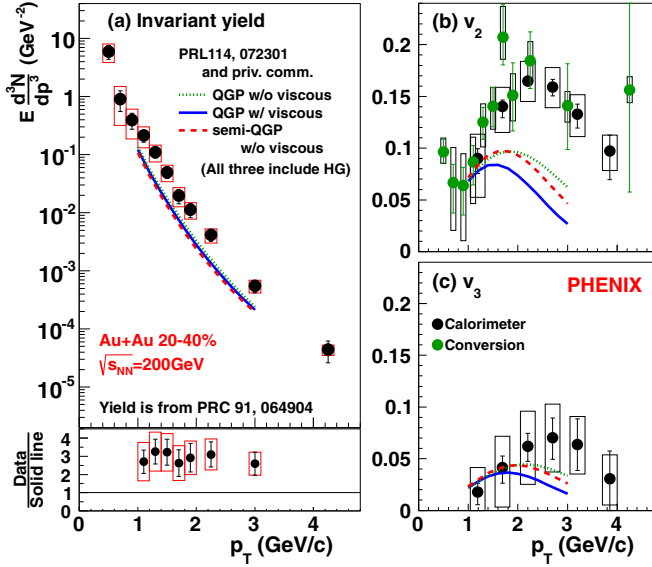 (a) Invariant yield
E d³N/dp³ (GeV⁻²)
PRL114, 072301
and priv. comm.
QGP w/o viscous
QGP w/ viscous
semi-QGP
w/o viscous
(All three include HG)
10
1
10⁻¹
10⁻²
10⁻³
10⁻⁴
10⁻⁵
Au+Au 20-40%
√s_NN=200GeV
Yield is from PRC 91, 064904
Data
Solid line
4
3
2
1
0
0 1 2 3 4
p_T (GeV/c)
(b) v₂
0.2
0.15
0.1
0.05
0
(c) v₃
PHENIX
Calorimeter
Conversion
0.2
0.15
0.1
0.05
0
0 1 2 3 4
p_T (GeV/c)